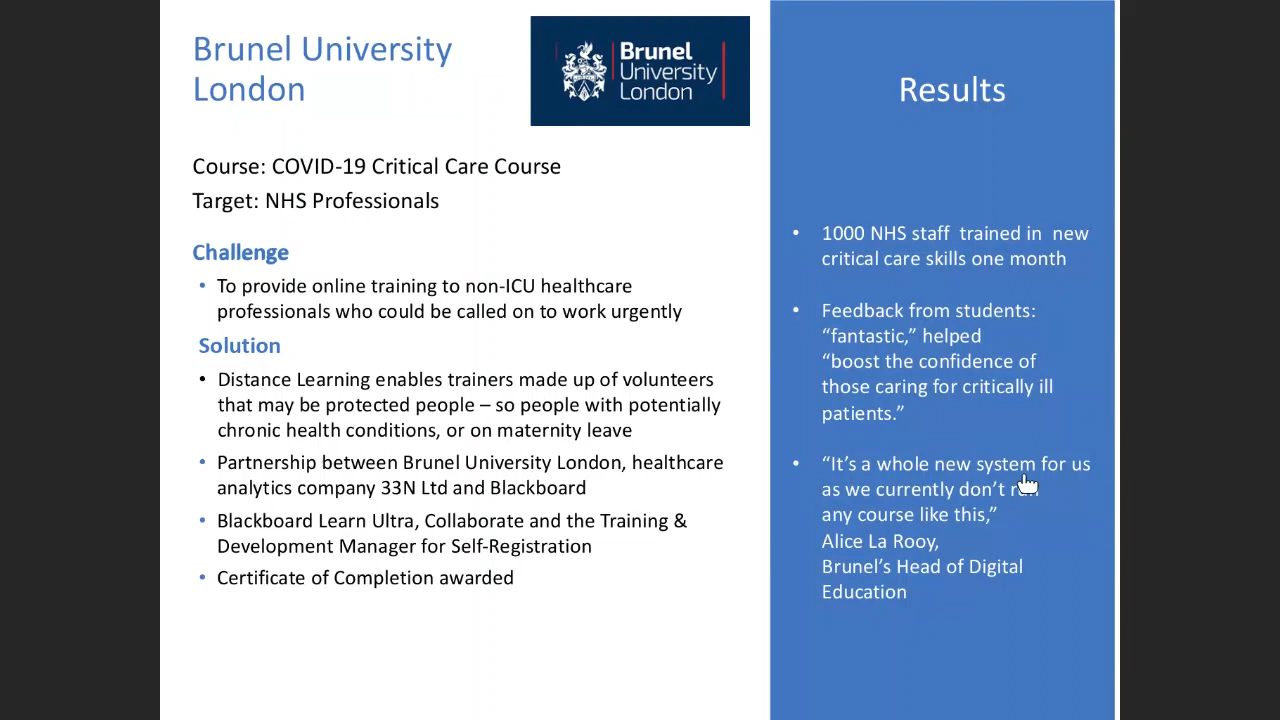 Brunel University
London
Brunel
University
London
Course: COVID-19 Critical Care Course
Target: NHS Professionals
Challenge
• To provide online training to non-ICU healthcare
professionals who could be called on to work urgently
Solution
• Distance Learning enables trainers made up of volunteers
that may be protected people – so people with potentially
chronic health conditions, or on maternity leave
• Partnership between Brunel University London, healthcare
analytics company 33N Ltd and Blackboard
• Blackboard Learn Ultra, Collaborate and the Training &
Development Manager for Self-Registration
• Certificate of Completion awarded
Results
• 1000 NHS staff trained in new
critical care skills one month
• Feedback from students:
“fantastic,” helped
“boost the confidence of
those caring for critically ill
patients.”
• “It’s a whole new system for us
as we currently don’t run
any course like this,”
Alice La Rooy,
Brunel’s Head of Digital
Education